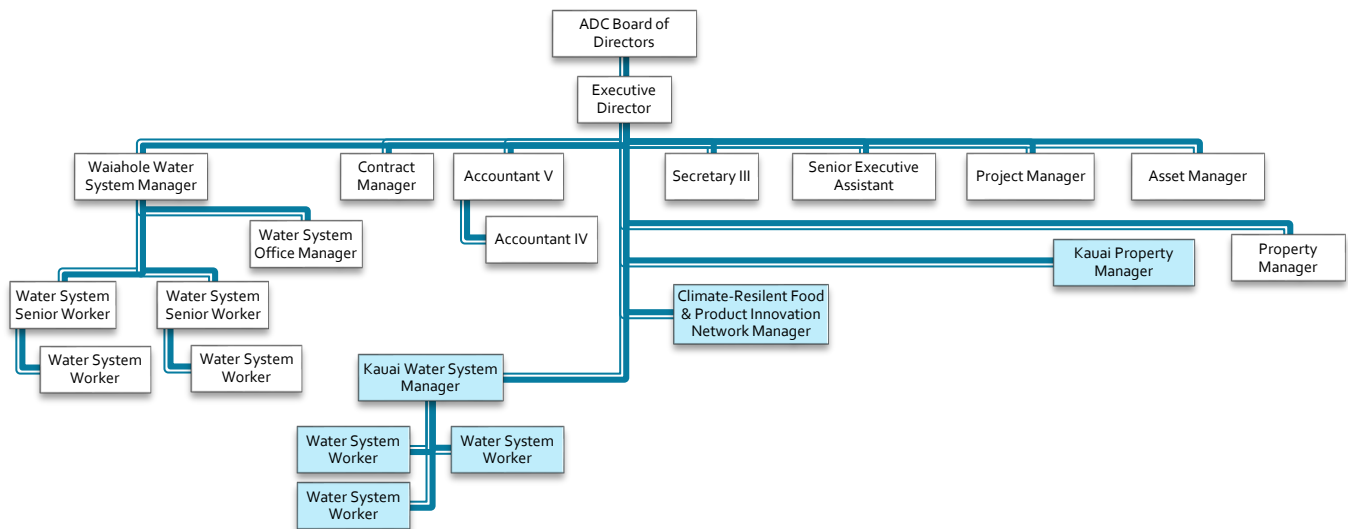 ADC Board of
Directors
Executive
Director
Waiahole Water
System Manager
Contract
Manager
Accountant V
Secretary III
Senior Executive
Assistant
Project Manager
Asset Manager
Water System
Office Manager
Accountant IV
Property
Manager
Kauai Property
Manager
Climate-Resilent Food
& Product Innovation
Network Manager
Water System
Senior Worker
Water System
Senior Worker
Water System
Worker
Water System
Worker
Kauai Water System
Manager
Water System
Worker
Water System
Worker
Water System
Worker